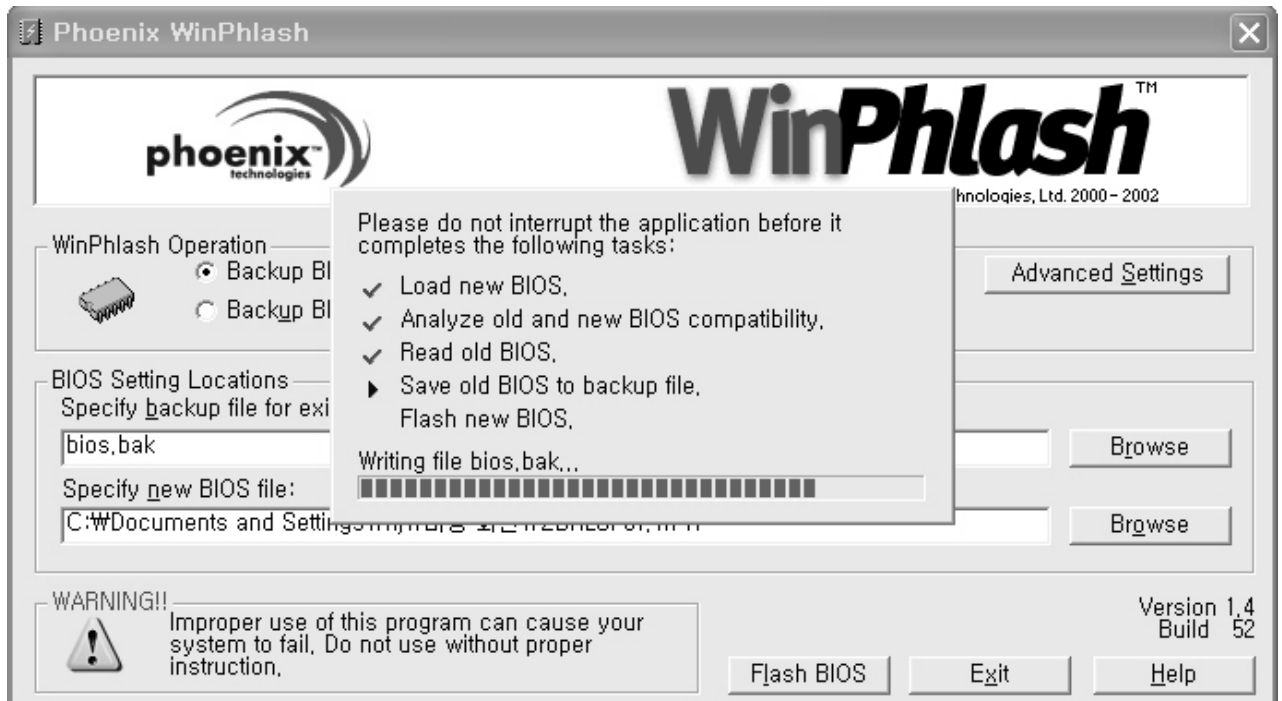 Phoenix WinPhlash
phoenix™
technologies
WinPhlash™
hnologies, Ltd. 2000 - 2002
Please do not interrupt the application before it
completes the following tasks:
Load new BIOS.
Analyze old and new BIOS compatibility.
Read old BIOS.
Save old BIOS to backup file.
Flash new BIOS.
Writing file bios.bak...
WinPhlash Operation
Backup BI
Backup BI
Advanced Settings
BIOS Setting Locations
Specify backup file for exi
bios.bak
Browse
Specify new BIOS file:
C:₩Documents and Settings
Browse
WARNING!!
Improper use of this program can cause your
system to fail. Do not use without proper
instruction.
Version 1.4
Build 52
Flash BIOS
Exit
Help